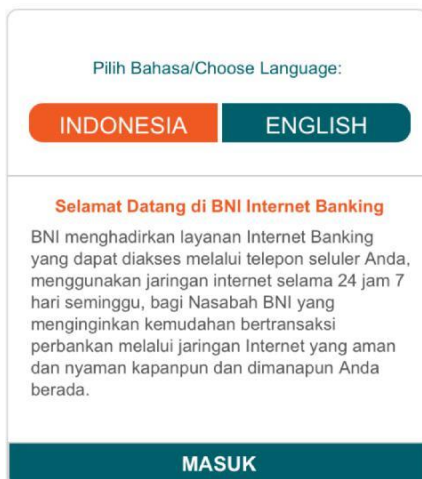 Pilih Bahasa/Choose Language:
INDONESIA
ENGLISH
Selamat Datang di BNI Internet Banking
BNI menghadirkan layanan Internet Banking
yang dapat diakses melalui telepon seluler Anda,
menggunakan jaringan internet selama 24 jam 7
hari seminggu, bagi Nasabah BNI yang
menginginkan kemudahan bertransaksi
perbankan melalui jaringan Internet yang aman
dan nyaman kapanpun dan dimanapun Anda
berada.
MASUK